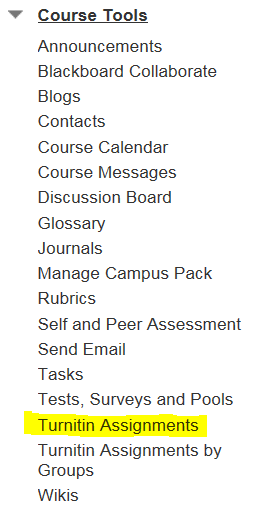 Course Tools
Announcements
Blackboard Collaborate
Blogs
Contacts
Course Calendar
Course Messages
Discussion Board
Glossary
Journals
Manage Campus Pack
Rubrics
Self and Peer Assessment
Send Email
Tasks
Tests, Surveys and Pools
Turnitin Assignments
Turnitin Assignments by
Groups
Wikis